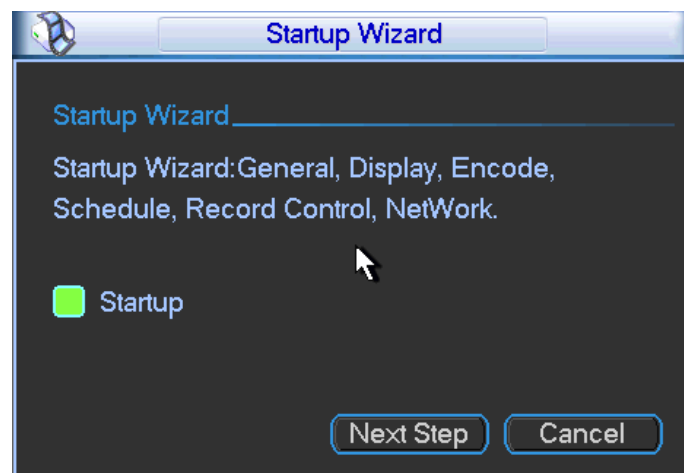 Startup Wizard
Startup Wizard
Startup Wizard:General, Display, Encode,
Schedule, Record Control, NetWork.
Startup
Next Step
Cancel